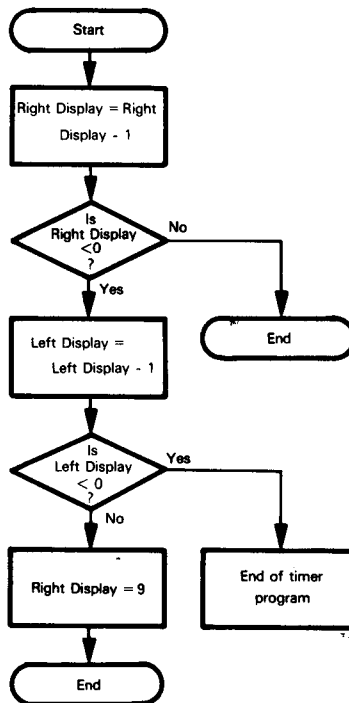 Start
Right Display = Right
Display - 1
Is
Right Display
<0
?
No
Yes
End
Left Display =
Left Display - 1
Is
Left Display
< 0
?
Yes
No
Right Display = 9
End of timer
program
End